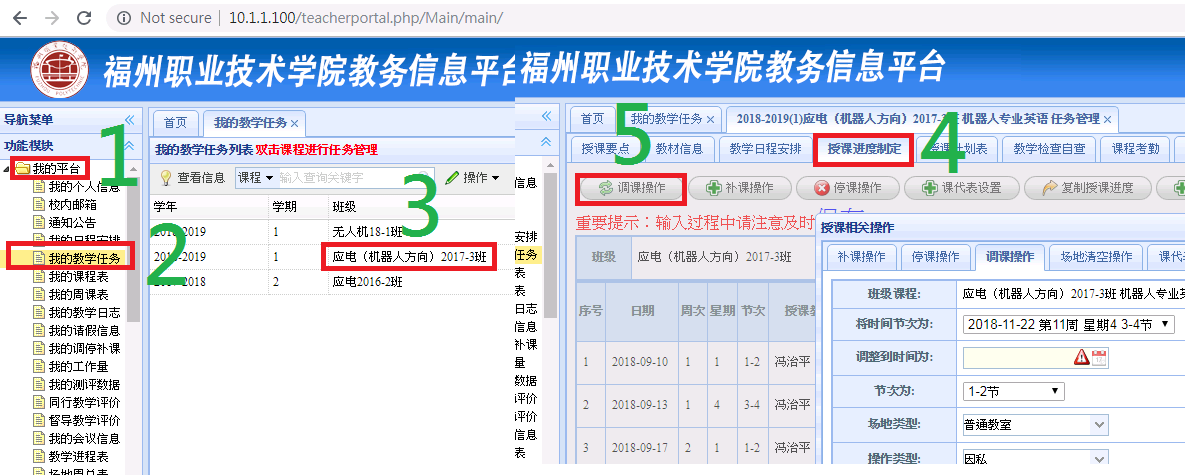 Not secure | 10.1.1.100/teacherportal.php/Main/main/
福州职业技术学院教务信息平台
福州职业技术学院教务信息平台
导航菜单
功能模块
1
我的平台
我的个人信息
校内邮箱
通知公告
我的日程安排
2
我的教学任务
我的课程表
我的周课表
我的教学日志
我的请假信息
我的调停补课
我的工作量
我的测评数据
同行教学评价
督导教学评价
我的会议信息
教学进程表
场地周总表
首页 我的教学任务
我的教学任务列表 双击课程进行任务管理
查看信息 课程 输入查询关键字 操作
3
学年 学期 班级
2018-2019 1 无人机18-1班
2018-2019 1 应电（机器人方向）2017-3班
2017-2018 2 应电2016-2班
信息
安排
任务
表
表
日志
信息
补课
量
数据
评价
评价
信息
表
5
首页 我的教学任务 2018-2019(1)应电（机器人方向）2017-3班 机器人专业英语 任务管理
4
授课要点 教材信息 教学日程安排 授课进度制定 授课计划表 教学检查自查 课程考勤
调课操作 补课操作 停课操作 课代表设置 复制授课进度
重要提示：输入过程中请注意及时保存
班级 应电（机器人方向）2017-3班
序号 日期 周次 星期 节次 授课教
1 2018-09-10 1 1 1-2 冯治平
2 2018-09-13 1 4 3-4 冯治平
3 2018-09-17 2 1 1-2 冯治平
授课相关操作
补课操作 停课操作 调课操作 场地清空操作 课代表
班级课程: 应电（机器人方向）2017-3班 机器人专业英
将时间节次为: 2018-11-22 第11周 星期4 3-4节
调整到时间为:
节次为: 1-2节
场地类型: 普通教室
操作类型: 因私